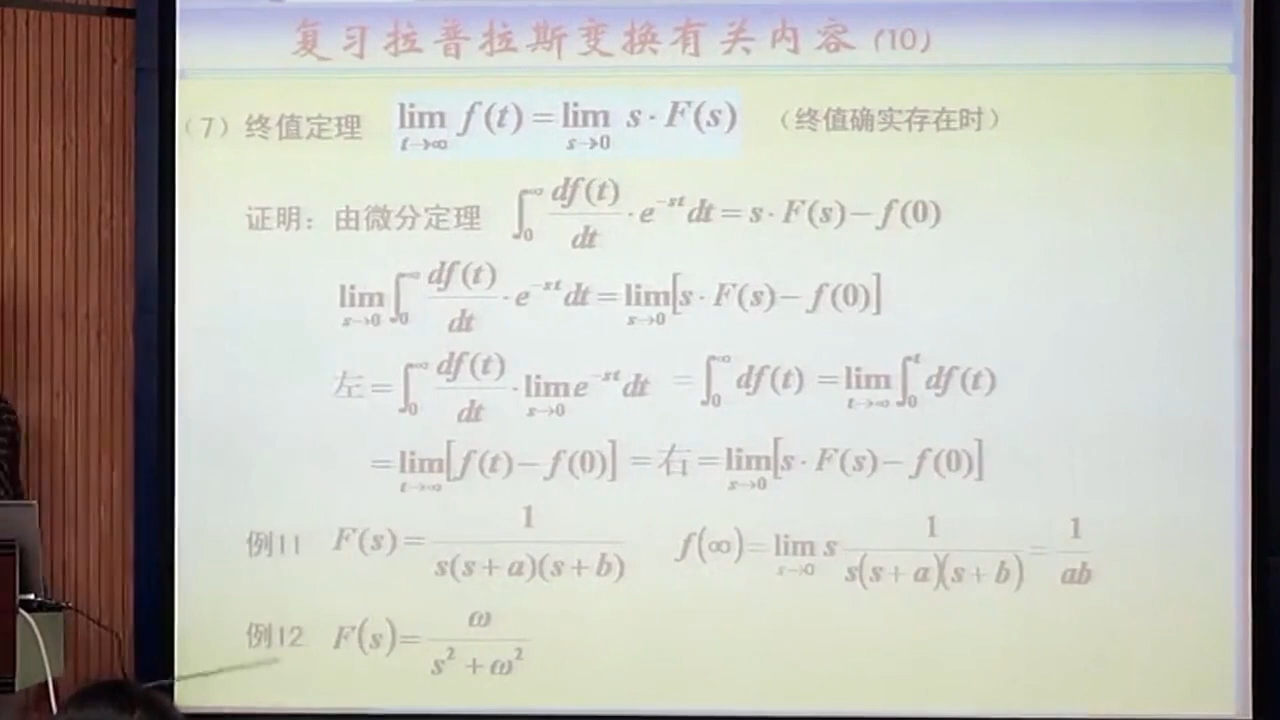 复习拉普拉斯变换有关内容（10）
（7）终值定理 lim_{t→∞} f(t) = lim_{s→0} s·F(s) （终值确实存在时）
证明：由微分定理 ∫_0^∞ df(t)/dt · e^{-st} dt = s·F(s) − f(0)
lim_{s→0} ∫_0^∞ df(t)/dt · e^{-st} dt = lim_{s→0} [s·F(s) − f(0)]
左 = ∫_0^∞ df(t)/dt · lim_{s→0} e^{-st} dt = ∫_0^∞ df(t) = lim_{t→∞} ∫_0^t df(t)
= lim_{t→∞} [f(t) − f(0)] = 右 = lim_{s→0} [s·F(s) − f(0)]
例11 F(s) = 1/(s(s+a)(s+b)) f(∞) = lim_{s→0} s 1/(s(s+a)(s+b)) = 1/(ab)
例12 F(s) = ω/(s² + ω²)